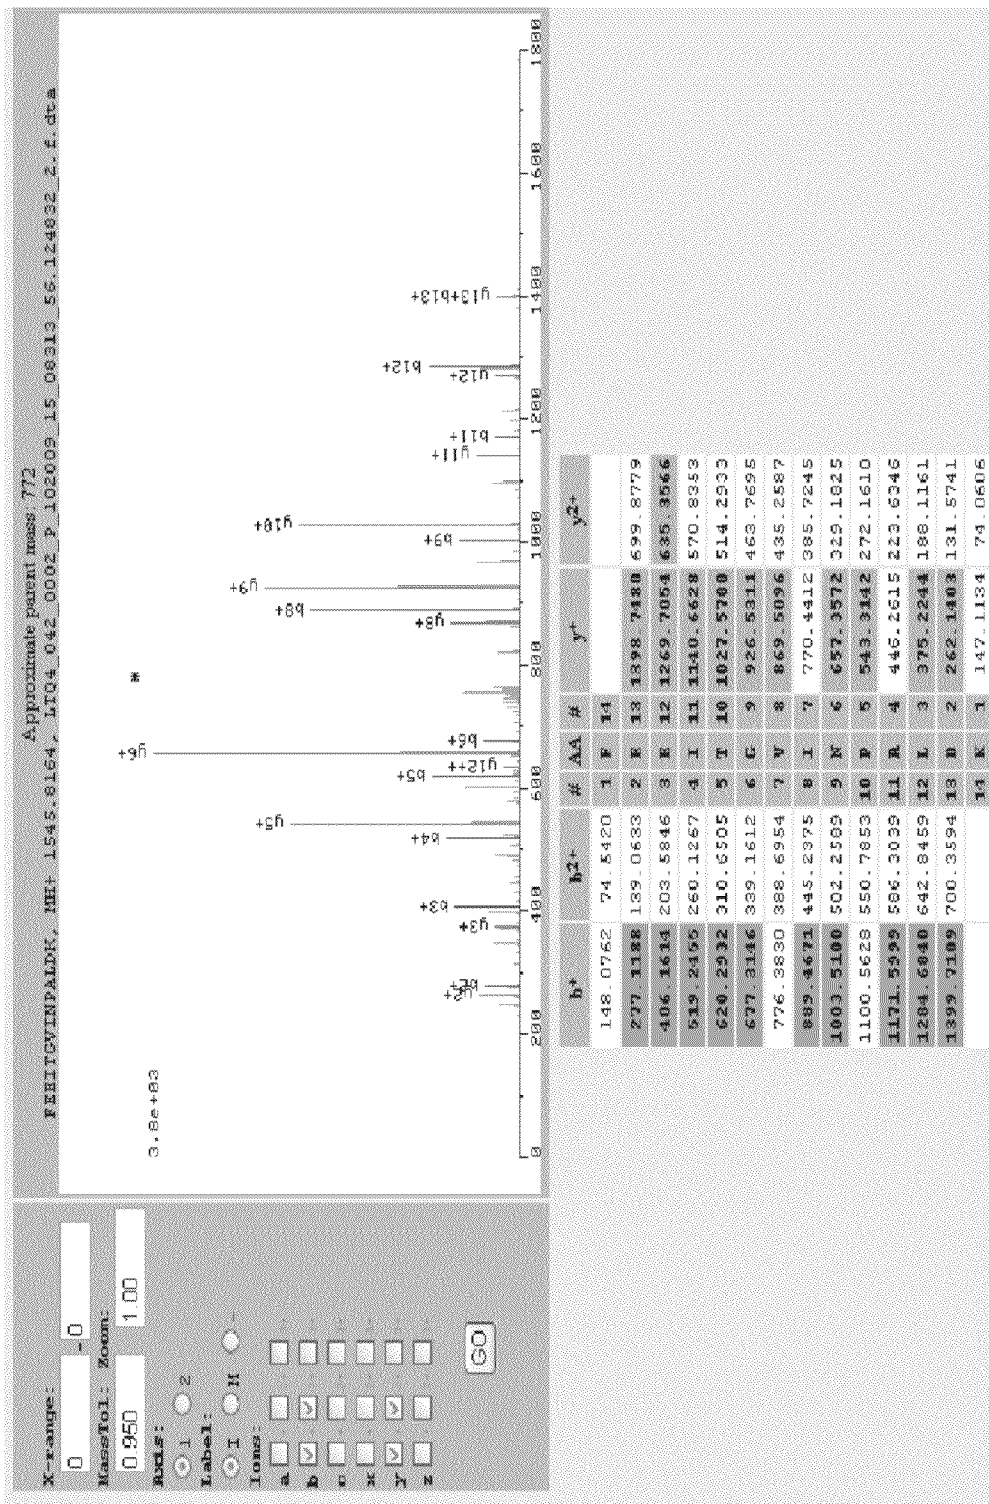 X-range:
0 -0
MassTol: Zoom:
0.950 1.00
Axis:
1 2
Label:
I M -
Ions:
a
b
c
x
y
z
GO
Approximate parent mass: 772
FEEITGVINPALDK, MH+ 1545.8164, LTQ4_042_0002_P_102009_15_08313_56.124832_2.f.dta
3.8e+03
*
y2+
b2+
y3+
b3+
b4+
y5+
b5+
y12++
y6+
b6+
y8+
b8+
y9+
b9+
y10+
y11+
b11+
y12+
b12+
y13+b13+
0 200 400 600 800 1000 1200 1400 1600 1800
b+ b2+ # AA # y+ y2+
148.0762 74.5420 1 F 14
277.1188 139.0633 2 E 13 1398.7480 699.8779
406.1614 203.5846 3 E 12 1269.7054 635.3566
519.2455 260.1267 4 I 11 1140.6628 570.8353
620.2932 310.6505 5 T 10 1027.5788 514.2933
677.3146 339.1612 6 G 9 926.5311 463.7695
776.3830 388.6954 7 V 8 869.5096 435.2587
889.4671 445.2375 8 I 7 770.4412 385.7245
1003.5100 502.2589 9 N 6 657.3572 329.1825
1100.5628 550.7853 10 P 5 543.3142 272.1610
1171.5999 586.3039 11 A 4 446.2615 223.6346
1284.6840 642.8459 12 L 3 375.2244 188.1161
1399.7109 700.3594 13 D 2 262.1403 131.5741
14 K 1 147.1134 74.0606